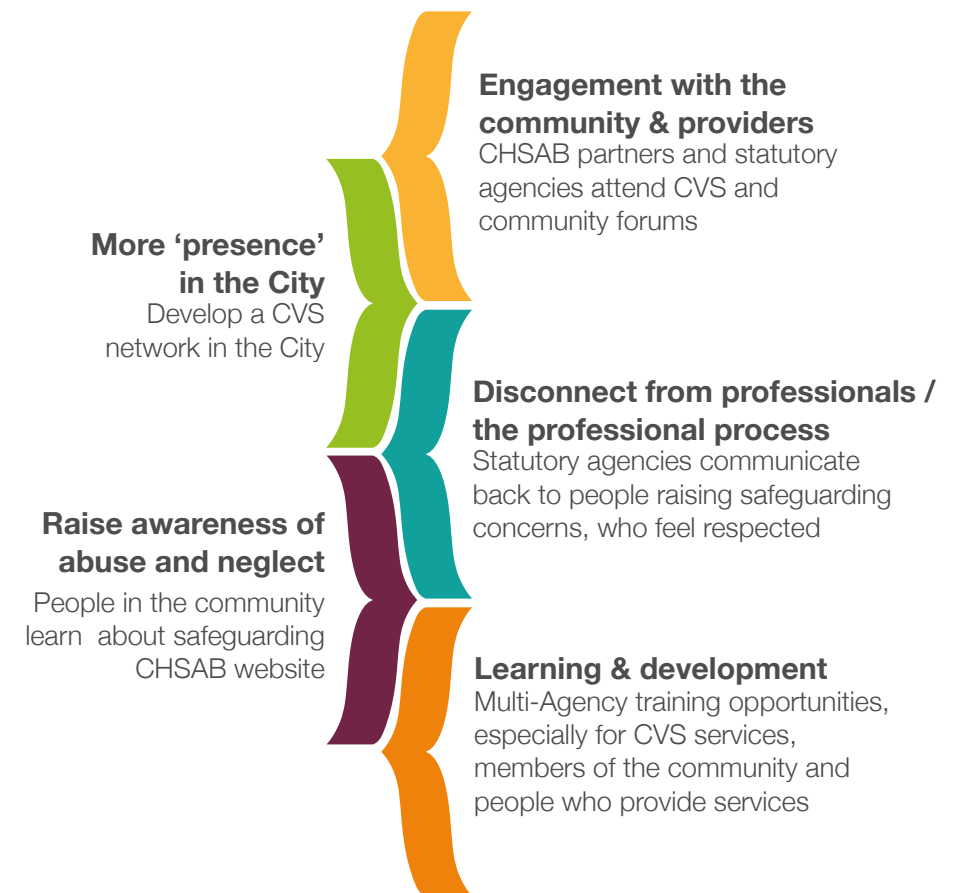 Engagement with the
community & providers
CHSAB partners and statutory
agencies attend CVS and
community forums
More ‘presence’
in the City
Develop a CVS
network in the City
Disconnect from professionals /
the professional process
Statutory agencies communicate
back to people raising safeguarding
concerns, who feel respected
Raise awareness of
abuse and neglect
People in the community
learn  about safeguarding
CHSAB website
Learning & development
Multi-Agency training opportunities,
especially for CVS services,
members of the community and
people who provide services